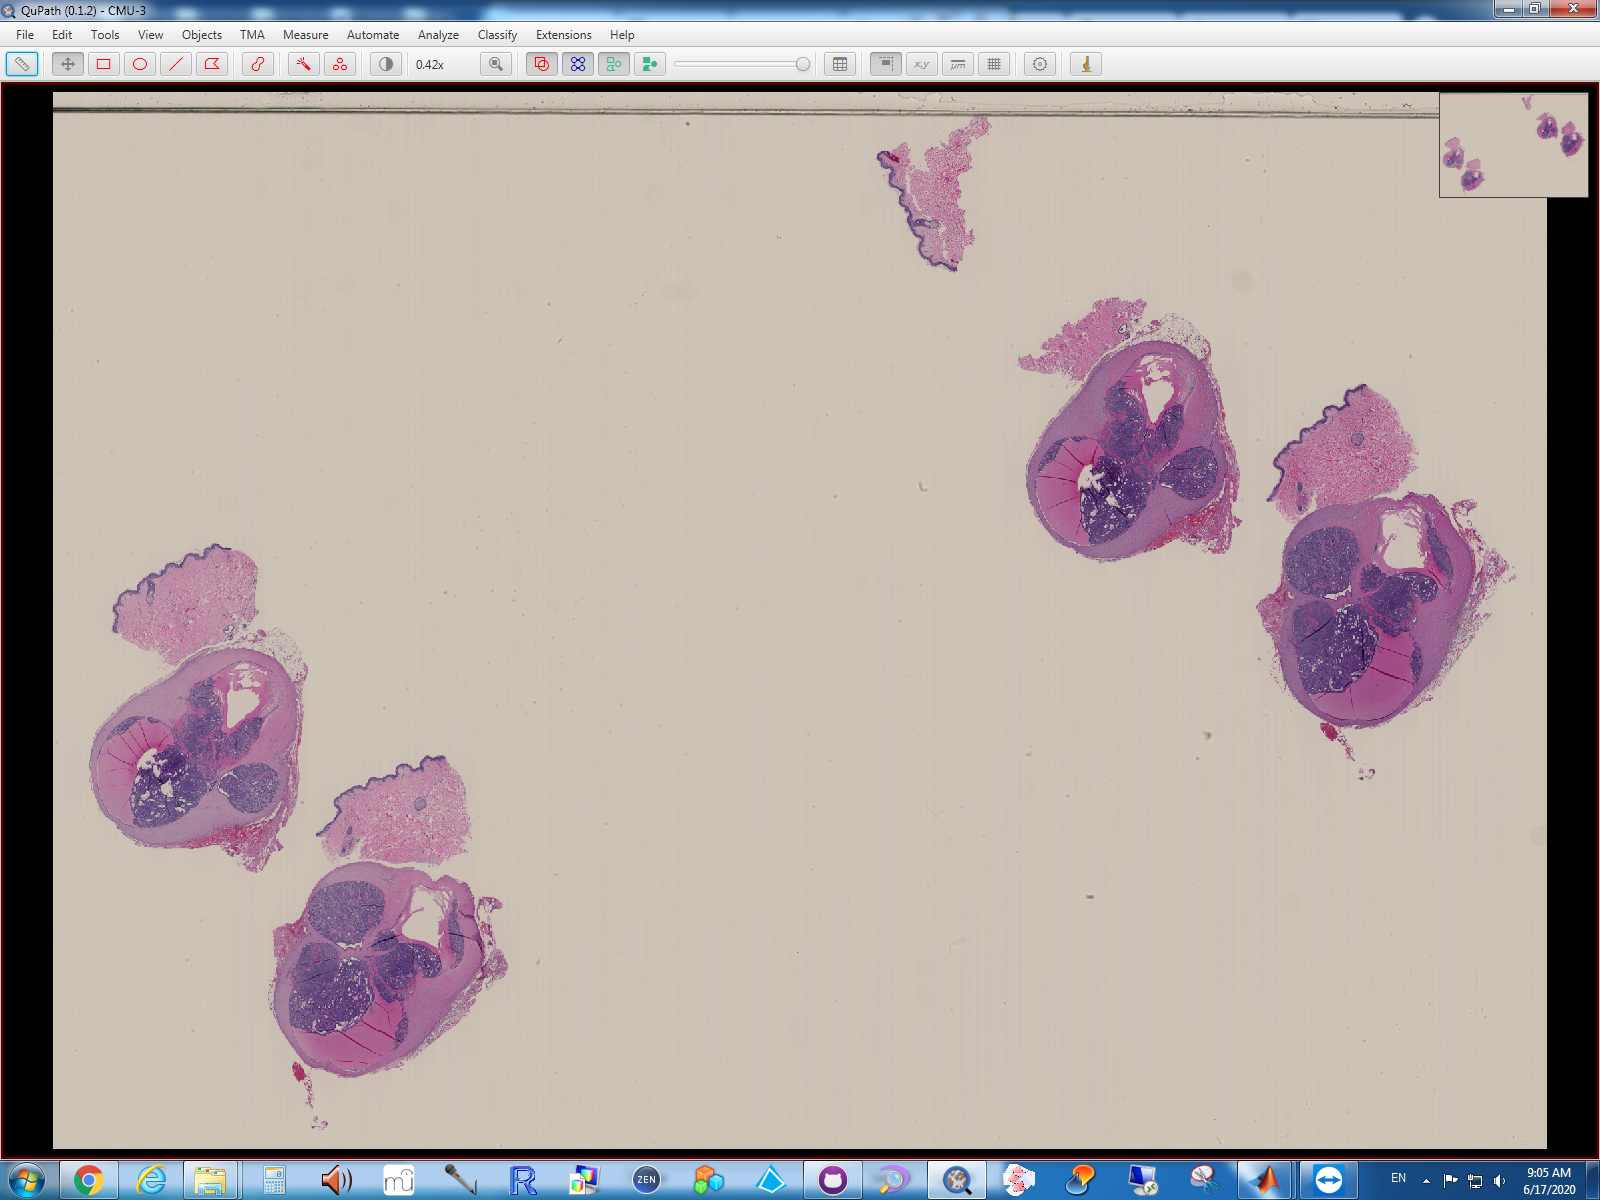 QuPath (0.1.2) - CMU-3
File Edit Tools View Objects TMA Measure Automate Analyze Classify Extensions Help
0.42x
x,y
μm
ZEN
R
mU
EN
9:05 AM
6/17/2020